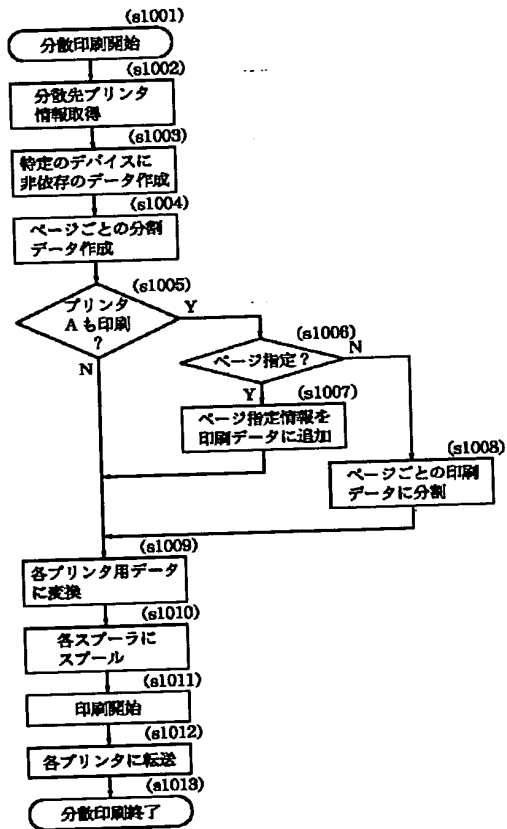 (s1001)
分散印刷開始
(s1002)
分散先プリンタ
情報取得
(s1003)
特定のデバイスに
非依存のデータ作成
(s1004)
ページごとの分割
データ作成
(s1005)
プリンタ
Aも印刷
?
Y
N
(s1006)
ページ指定?
N
Y
(s1007)
ページ指定情報を
印刷データに追加
(s1008)
ページごとの印刷
データに分割
(s1009)
各プリンタ用データ
に変換
(s1010)
各スプーラに
スプール
(s1011)
印刷開始
(s1012)
各プリンタに転送
(s1013)
分散印刷終了